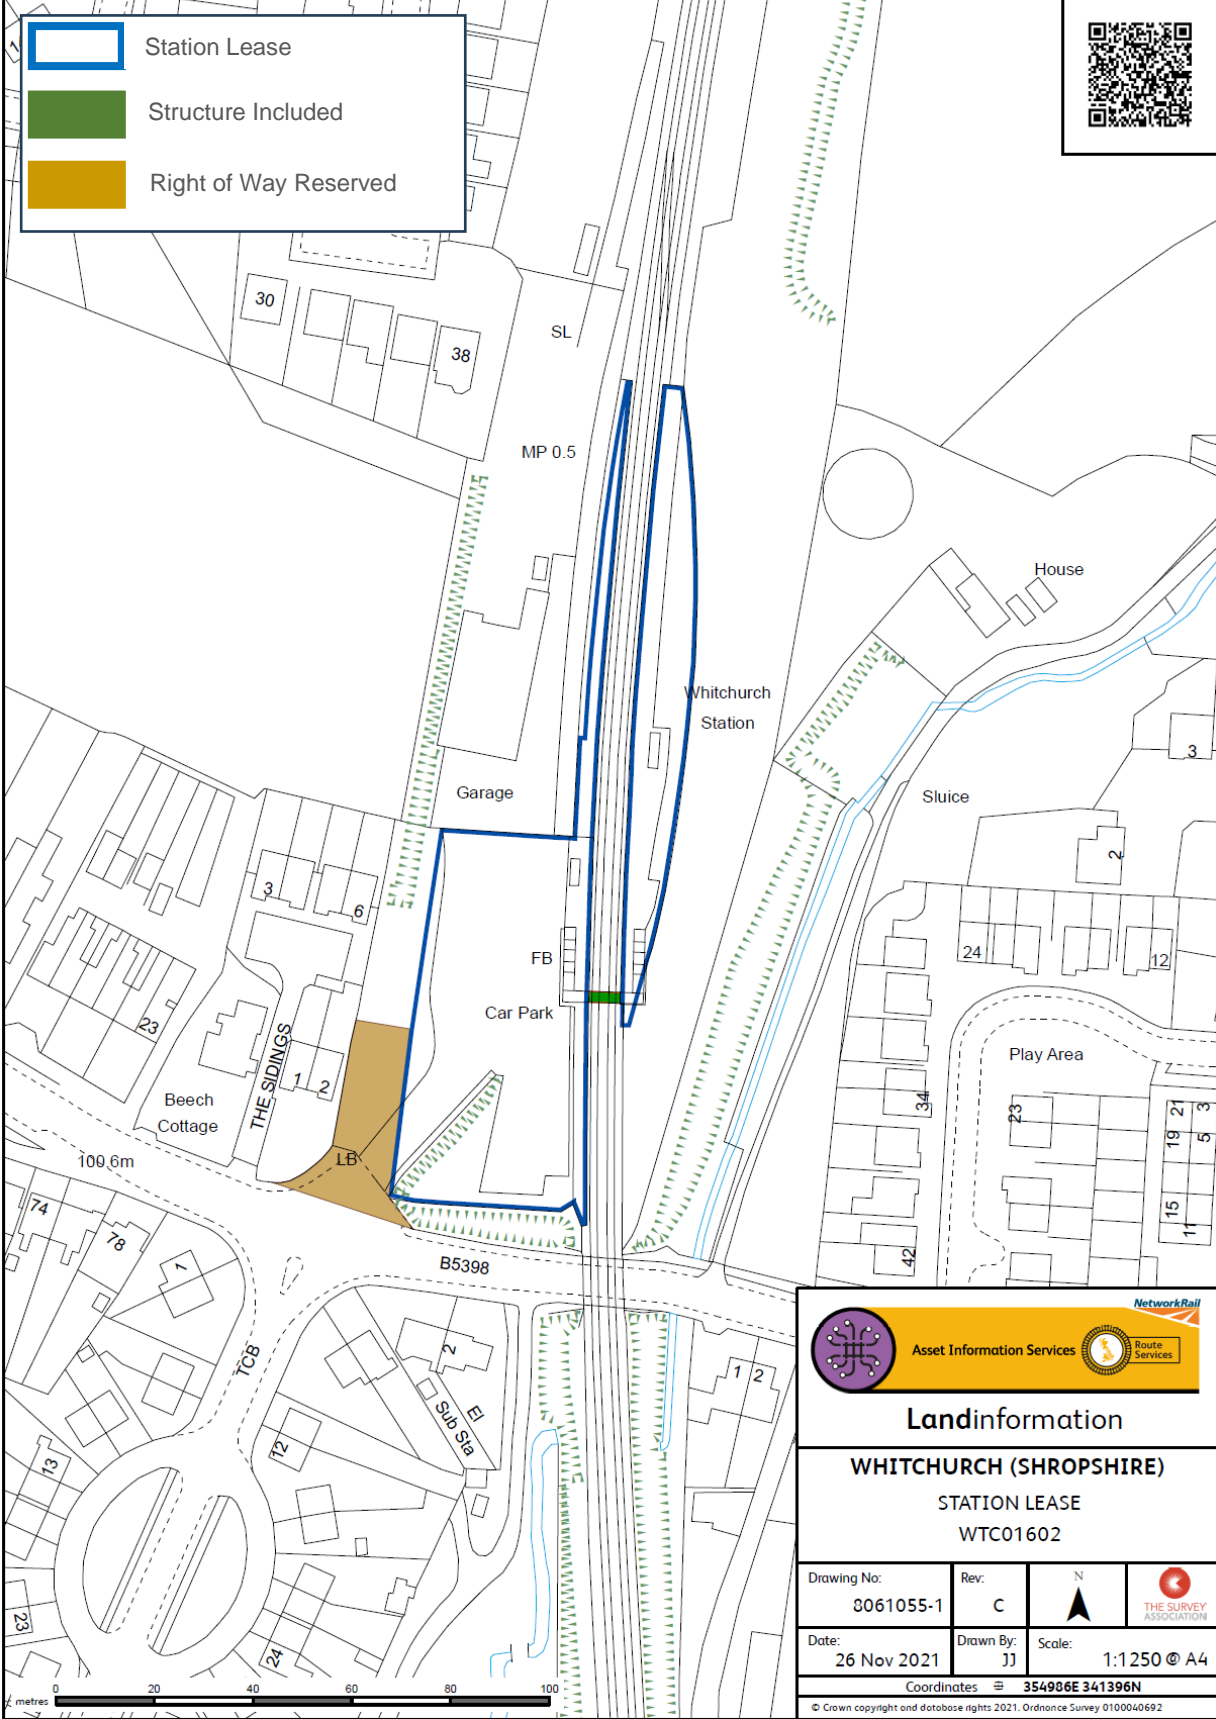 Station Lease
Structure Included
Right of Way Reserved
1
30
38
SL
MP 0.5
House
Whitchurch
Station
3
Garage
Sluice
2
3
6
FB
24
12
Car Park
23
THE SIDINGS
Play Area
1
2
Beech
Cottage
34
23
21
3
19
5
100.6m
LB
74
78
15
11
1
B5398
42
TCB
2
1 2
El
Sub Sta
12
13
23
24
metres 0 20 40 60 80 100
NetworkRail
Asset Information Services
Route
Services
Landinformation
WHITCHURCH (SHROPSHIRE)
STATION LEASE
WTC01602
Drawing No:
8061055-1
Rev:
C
N
THE SURVEY
ASSOCIATION
Date:
26 Nov 2021
Drawn By:
JJ
Scale:
1:1250 @ A4
Coordinates 354986E 341396N
© Crown copyright and database rights 2021. Ordnance Survey 0100040692